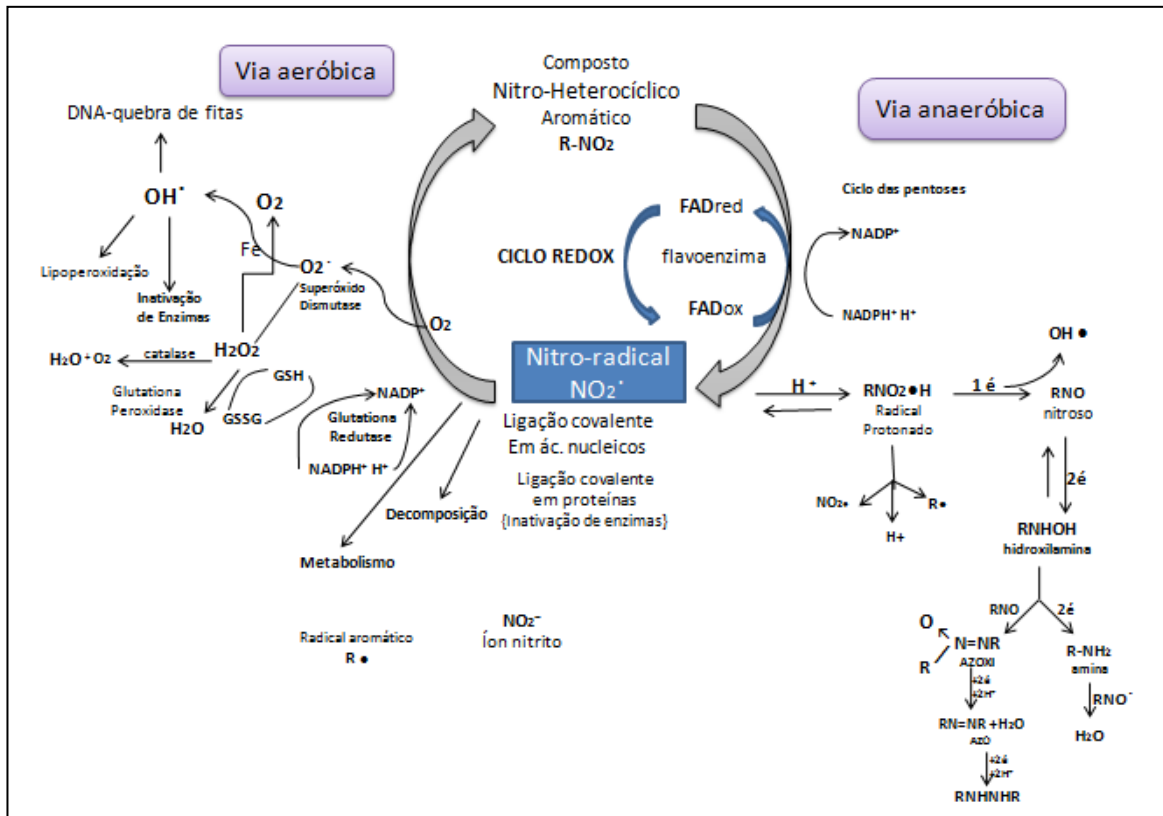 Via aeróbica
DNA-quebra de fitas
OH˙
Lipoperoxidação
Inativação
de Enzimas
O2
Fe
O2˙
Superóxido
Dismutase
O2
H2O2
catalase
H2O + O2
Glutationa
Peroxidase
H2O
GSH
GSSG
NADP⁺
Glutationa
Redutase
NADPH⁺ H⁺
Composto
Nitro-Heterocíclico
Aromático
R-NO2
CICLO REDOX
FADred
flavoenzima
FADox
Nitro-radical
NO2˙
Ligação covalente
Em ác. nucleicos
Ligação covalente
em proteínas
{Inativação de enzimas}
Decomposição
Metabolismo
Radical aromático
R •
NO2⁻
Íon nitrito
Via anaeróbica
Ciclo das pentoses
NADP⁺
NADPH⁺ H⁺
H⁺
RNO2•H
Radical
Protonado
NO2•
H+
R•
1 é
OH •
RNO
nitroso
2é
RNHOH
hidroxilamina
RNO
2é
O
N=NR
R
AZOXI
+2é
+2H⁺
RN=NR +H2O
AZO
+2é
+2H⁺
RNHNHR
R-NH2
amina
RNO˙
H2O